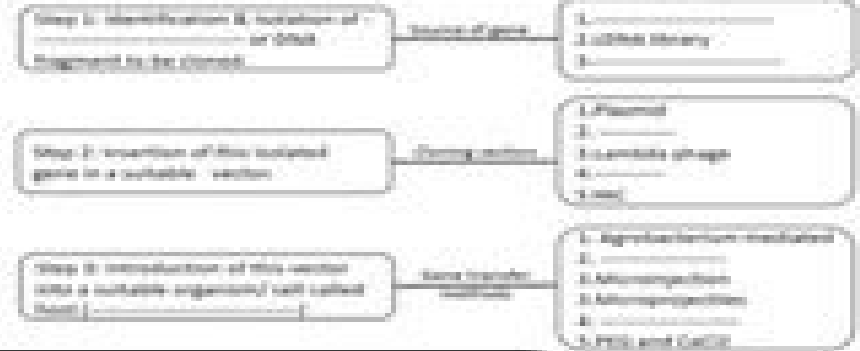 Step 1: Identification & isolation of -
------------------------ or DNA
fragment to be cloned
Source of gene
1.------------------------
2.cDNA library
3.------------------------
Step 2: Insertion of this isolated
gene in a suitable vector
Cloning vectors
1.Plasmid
2. ----------
3.Lambda phage
4.----------
Step 3: Introduction of this vector
into a suitable organism/ cell called
host (------------------------)
Gene transfer
methods
1. Agrobacterium mediated
2. ----------------
3.Microinjection
3.Microprojectiles
4. ----------------
5.PEG and CaCl2